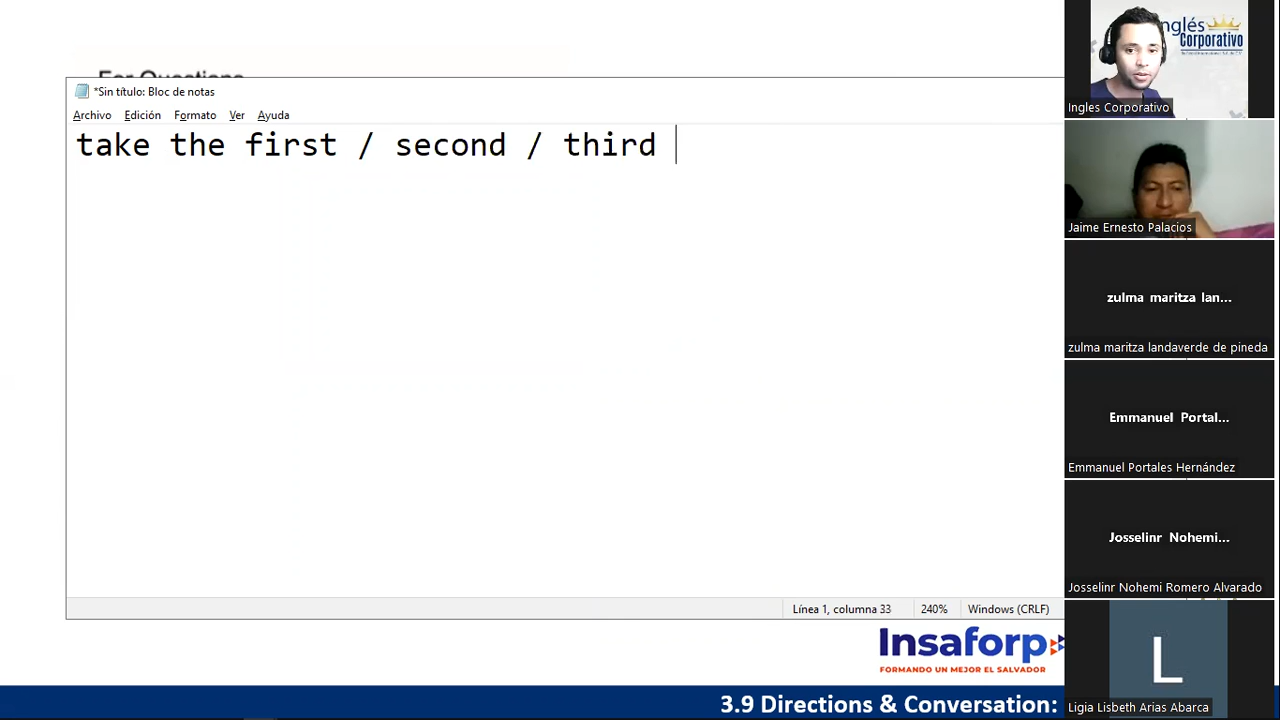 For Questions
*Sin título: Bloc de notas
Archivo Edición Formato Ver Ayuda
take the first / second / third
Línea 1, columna 33 240% Windows (CRLF)
Insaforp
FORMANDO UN MEJOR EL SALVADOR
3.9 Directions & Conversation:
Inglés
Corporativo
Ingles Corporativo
Jaime Ernesto Palacios
zulma maritza lan...
zulma maritza landaverde de pineda
Emmanuel Portal...
Emmanuel Portales Hernández
Josselinr Nohemi...
Josselinr Nohemi Romero Alvarado
L
Ligia Lisbeth Arias Abarca